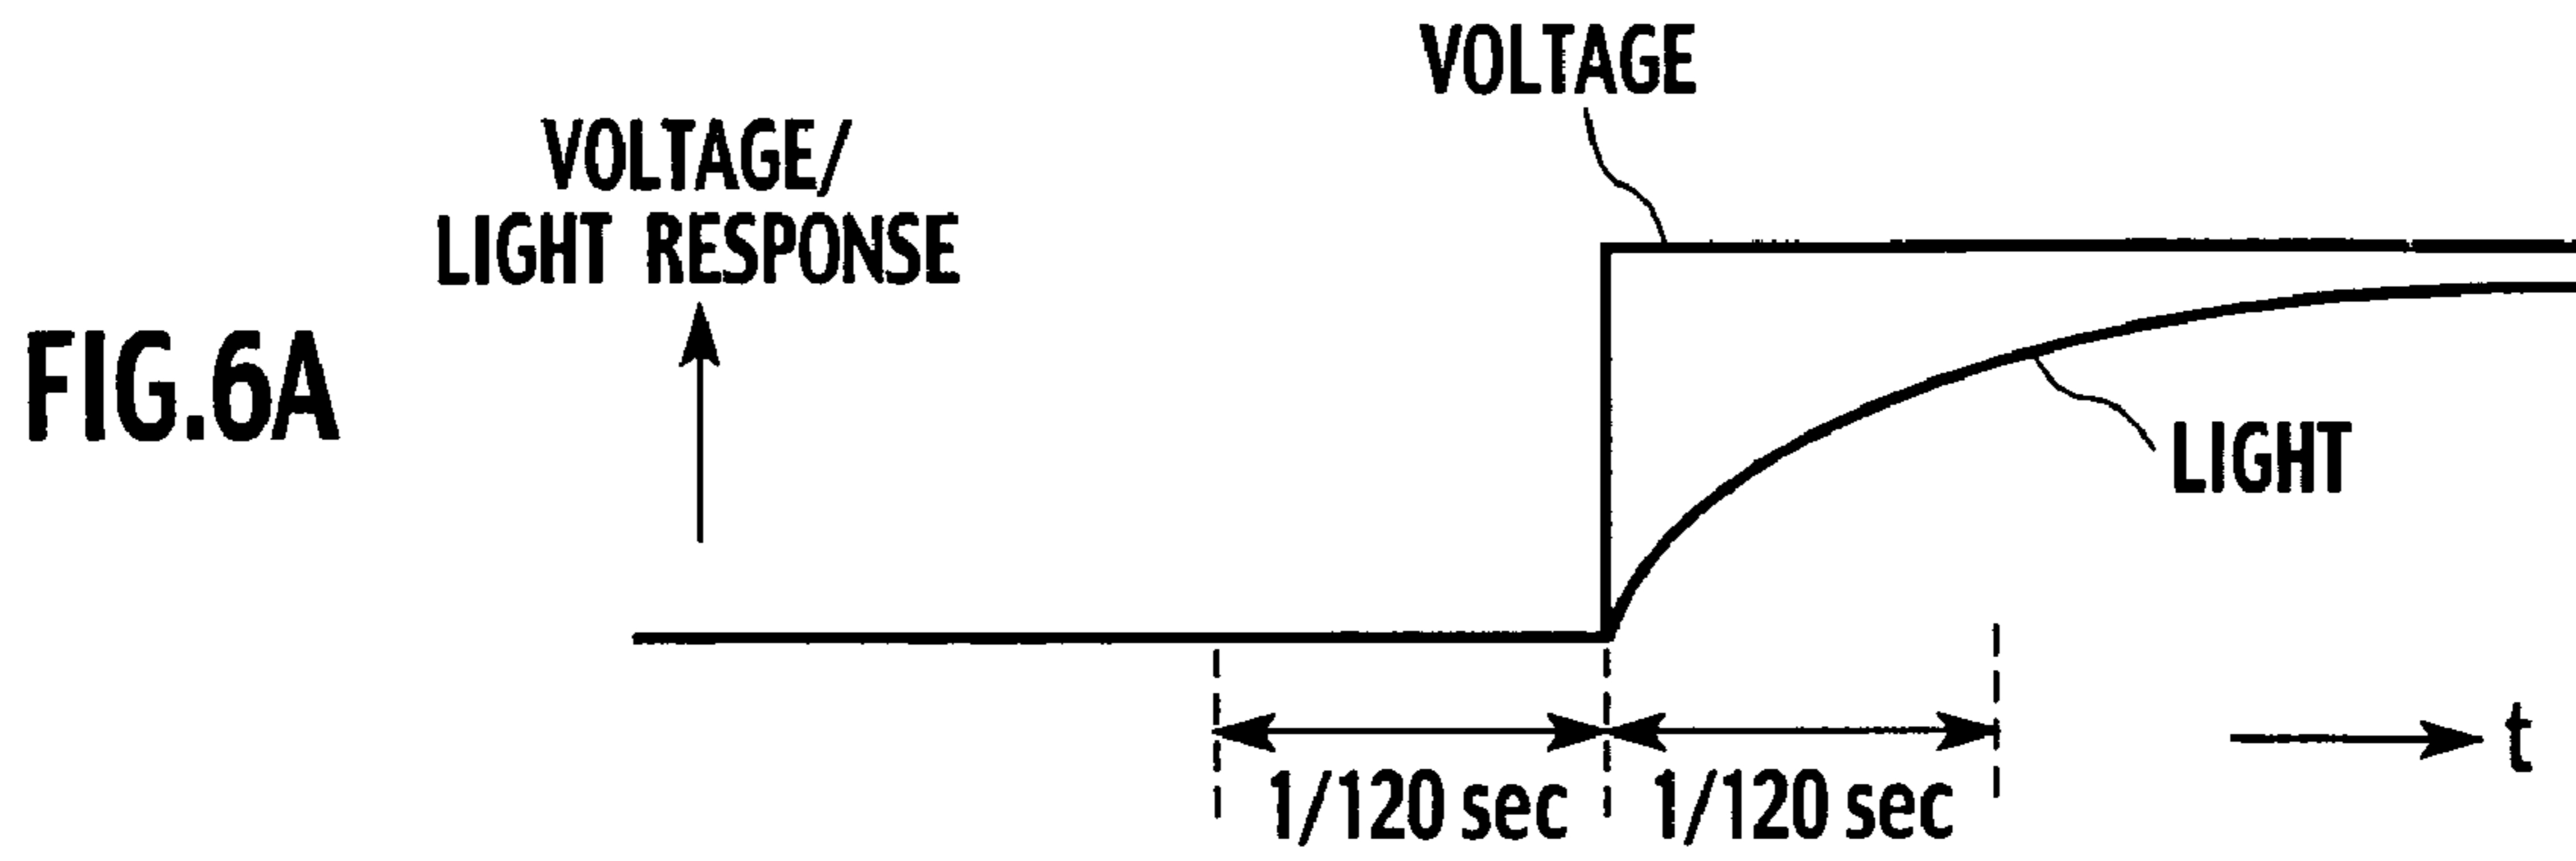 VOLTAGE
VOLTAGE/
LIGHT RESPONSE
FIG.6A
LIGHT
t
1/120 sec 1/120 sec